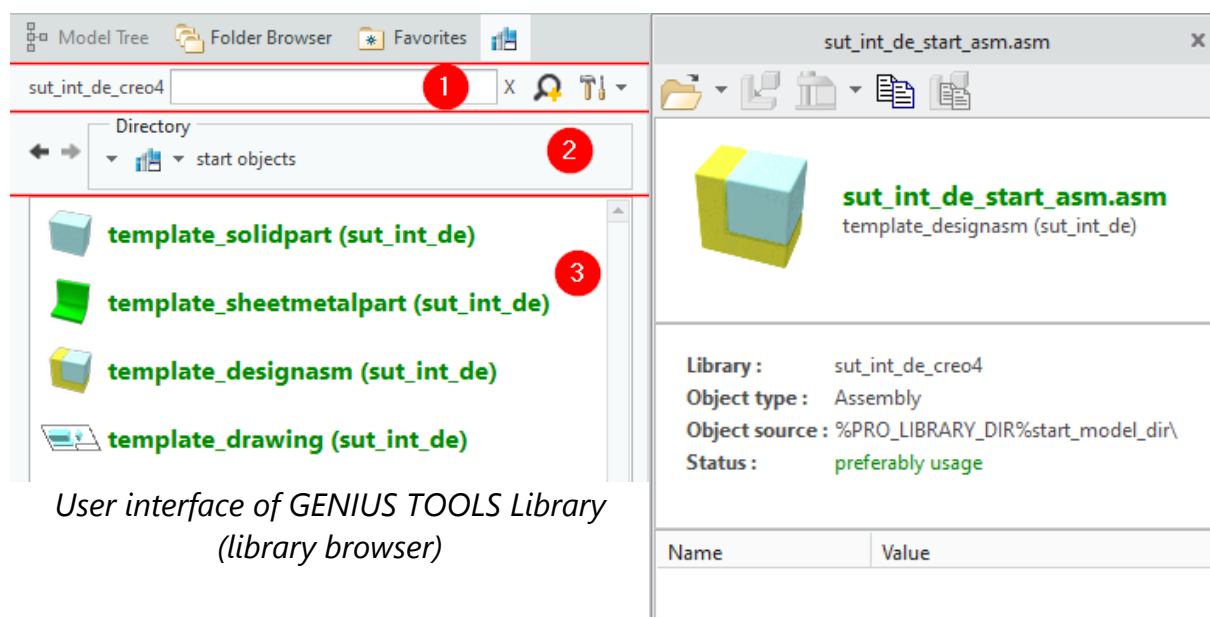 Model Tree Folder Browser Favorites
sut_int_de_creo4 1 X
Directory
start objects 2
template_solidpart (sut_int_de)
3
template_sheetmetalpart (sut_int_de)
template_designasm (sut_int_de)
template_drawing (sut_int_de)
User interface of GENIUS TOOLS Library
(library browser)
sut_int_de_start_asm.asm x
sut_int_de_start_asm.asm
template_designasm (sut_int_de)
Library : sut_int_de_creo4
Object type : Assembly
Object source : %PRO_LIBRARY_DIR%start_model_dir\
Status : preferably usage
Name Value